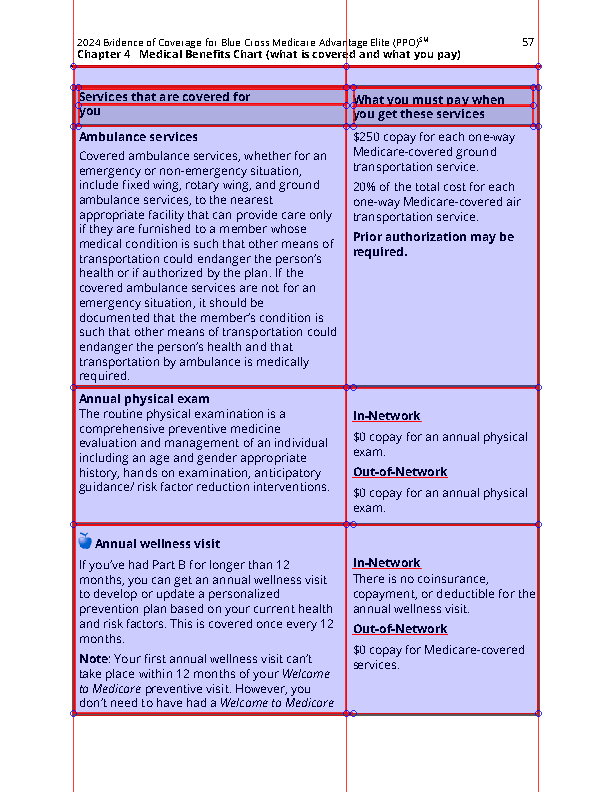 2024 Evidence of Coverage for Blue Cross Medicare Advantage Elite (PPO)SM 57
Chapter 4 Medical Benefits Chart (what is covered and what you pay)
Services that are covered for
you
What you must pay when
you get these services
Ambulance services
Covered ambulance services, whether for an
emergency or non-emergency situation,
include fixed wing, rotary wing, and ground
ambulance services, to the nearest
appropriate facility that can provide care only
if they are furnished to a member whose
medical condition is such that other means of
transportation could endanger the person's
health or if authorized by the plan. If the
covered ambulance services are not for an
emergency situation, it should be
documented that the member's condition is
such that other means of transportation could
endanger the person's health and that
transportation by ambulance is medically
required.
$250 copay for each one-way
Medicare-covered ground
transportation service.
20% of the total cost for each
one-way Medicare-covered air
transportation service.
Prior authorization may be
required.
Annual physical exam
The routine physical examination is a
comprehensive preventive medicine
evaluation and management of an individual
including an age and gender appropriate
history, hands on examination, anticipatory
guidance/ risk factor reduction interventions.
In-Network
$0 copay for an annual physical
exam.
Out-of-Network
$0 copay for an annual physical
exam.
Annual wellness visit
If you've had Part B for longer than 12
months, you can get an annual wellness visit
to develop or update a personalized
prevention plan based on your current health
and risk factors. This is covered once every 12
months.
Note: Your first annual wellness visit can't
take place within 12 months of your Welcome
to Medicare preventive visit. However, you
don't need to have had a Welcome to Medicare
In-Network
There is no coinsurance,
copayment, or deductible for the
annual wellness visit.
Out-of-Network
$0 copay for Medicare-covered
services.